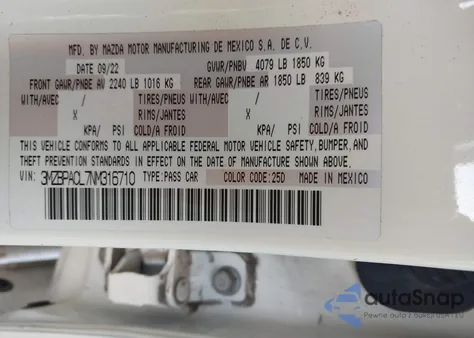 MFD. BY MAZDA MOTOR MANUFACTURING DE MEXICO S.A. DE C.V.
DATE 09/22 GVWR/PNBV 4079 LB 1850 KG
FRONT GAWR/PNBE AV 2240 LB 1016 KG REAR GAWR/PNBE AR 1850 LB 839 KG
WITH/AVEC / TIRES/PNEUS WITH/AVEC / TIRES/PNEUS
X RIMS/JANTES X RIMS/JANTES
KPA/ PSI COLD/A FROID KPA/ PSI COLD/A FROID
THIS VEHICLE CONFORMS TO ALL APPLICABLE FEDERAL MOTOR VEHICLE SAFETY, BUMPER, AND
THEFT PREVENTION STANDARDS IN EFFECT ON THE DATE OF MANUFACTURE SHOWN ABOVE.
VIN: 3MZBPACL7NM316710 TYPE:PASS CAR COLOR CODE:25D MADE IN MEXICO
autoSnap
Pewne auto z